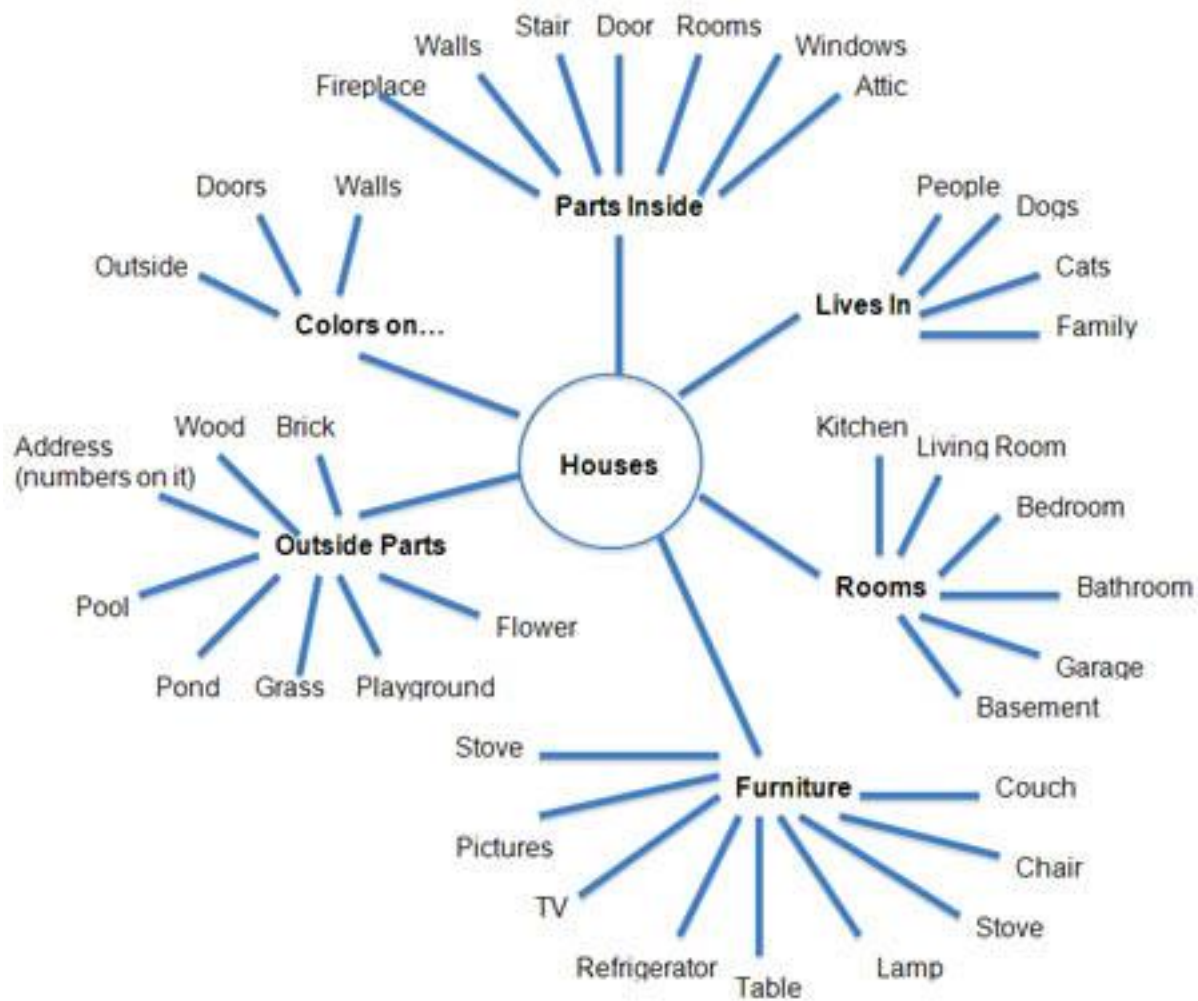 Stair
Door
Rooms
Walls
Windows
Fireplace
Attic
Parts Inside
Doors
Walls
Outside
Colors on...
People
Dogs
Cats
Lives In
Family
Houses
Wood
Brick
Address
(numbers on it)
Outside Parts
Pool
Flower
Pond
Grass
Playground
Kitchen
Living Room
Bedroom
Rooms
Bathroom
Garage
Basement
Stove
Furniture
Couch
Pictures
Chair
TV
Stove
Refrigerator
Table
Lamp